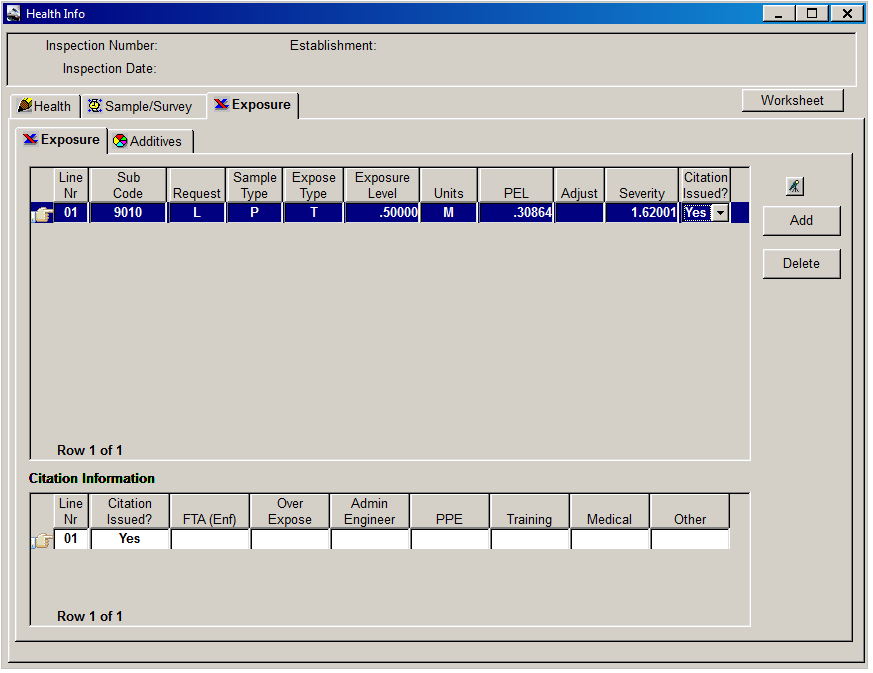 Health Info
Inspection Number: Establishment:
Inspection Date:
Health Sample/Survey Exposure Worksheet
Exposure Additives
Line Nr Sub Code Request Sample Type Expose Type Exposure Level Units PEL Adjust Severity Citation Issued?
01 9010 L P T .50000 M .30864 1.62001 Yes
Add
Delete
Row 1 of 1
Citation Information
Line Nr Citation Issued? FTA (Enf) Over Expose Admin Engineer PPE Training Medical Other
01 Yes
Row 1 of 1